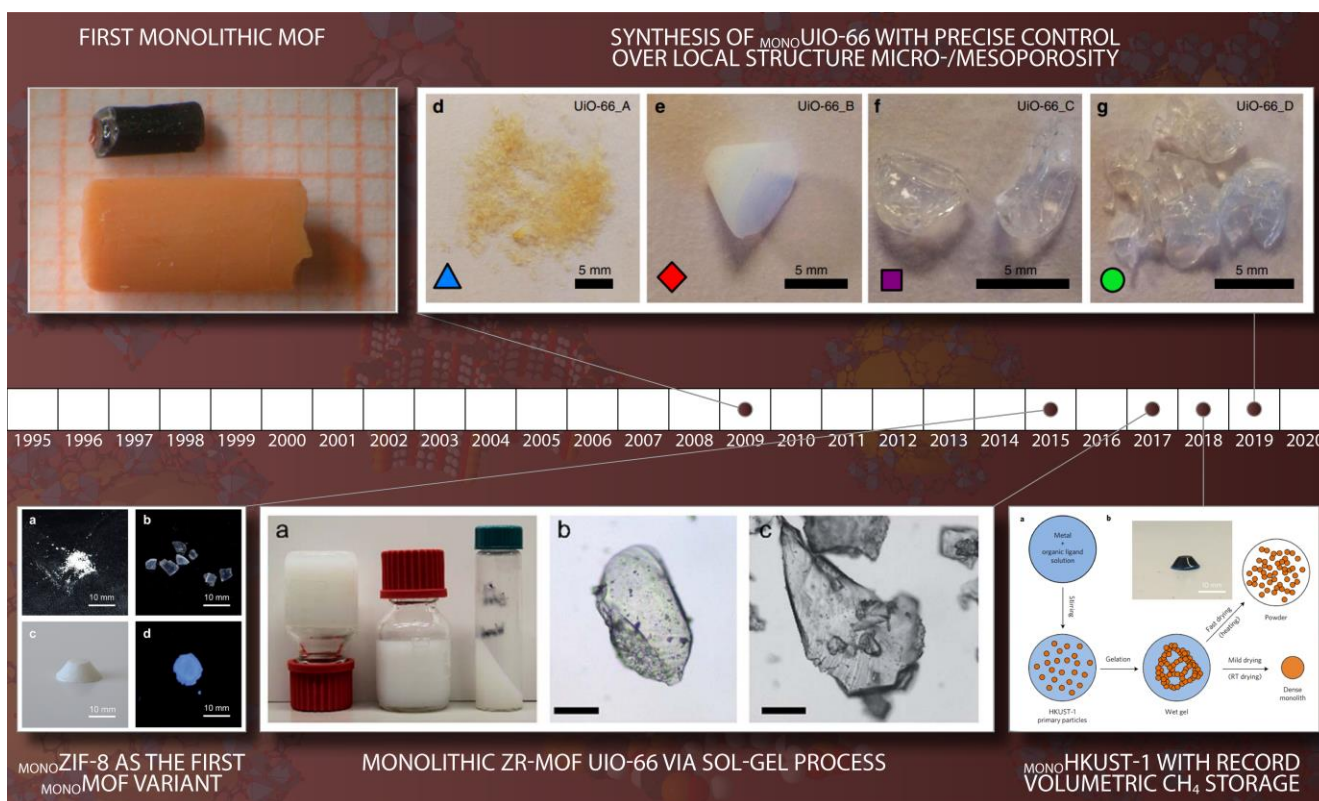 FIRST MONOLITHIC MOF
SYNTHESIS OF MONOUIO-66 WITH PRECISE CONTROL
OVER LOCAL STRUCTURE MICRO-/MESOPOROSITY
d UiO-66_A
5 mm
e UiO-66_B
5 mm
f UiO-66_C
5 mm
g UiO-66_D
5 mm
1995 1996 1997 1998 1999 2000 2001 2002 2003 2004 2005 2006 2007 2008 2009 2010 2011 2012 2013 2014 2015 2016 2017 2018 2019 2020
a
10 mm
b
10 mm
c
10 mm
d
10 mm
MONOZIF-8 AS THE FIRST
MONOMOF VARIANT
a
b
c
MONOLITHIC ZR-MOF UIO-66 VIA SOL-GEL PROCESS
a
Metal
+
organic ligand
solution
b
10 mm
Stirring
HKUST-1
primary particles
Gelation
Wet gel
Fast drying
(heating)
Powder
Mild drying
(RT drying)
Dense
monolith
MONOHKUST-1 WITH RECORD
VOLUMETRIC CH₄ STORAGE